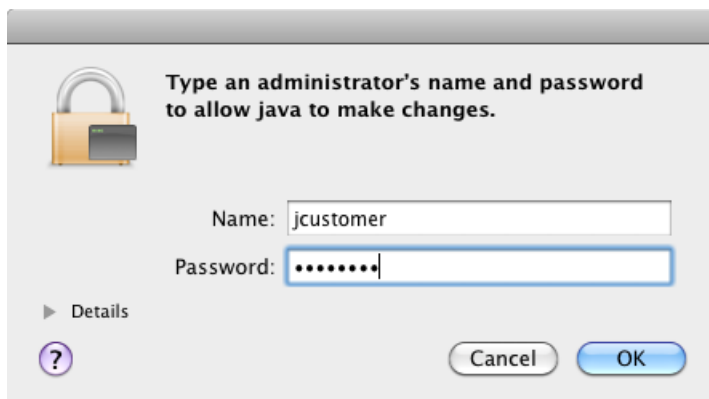 Type an administrator's name and password
to allow java to make changes.
Name: jcustomer
Password: ••••••••
Details
?
Cancel OK